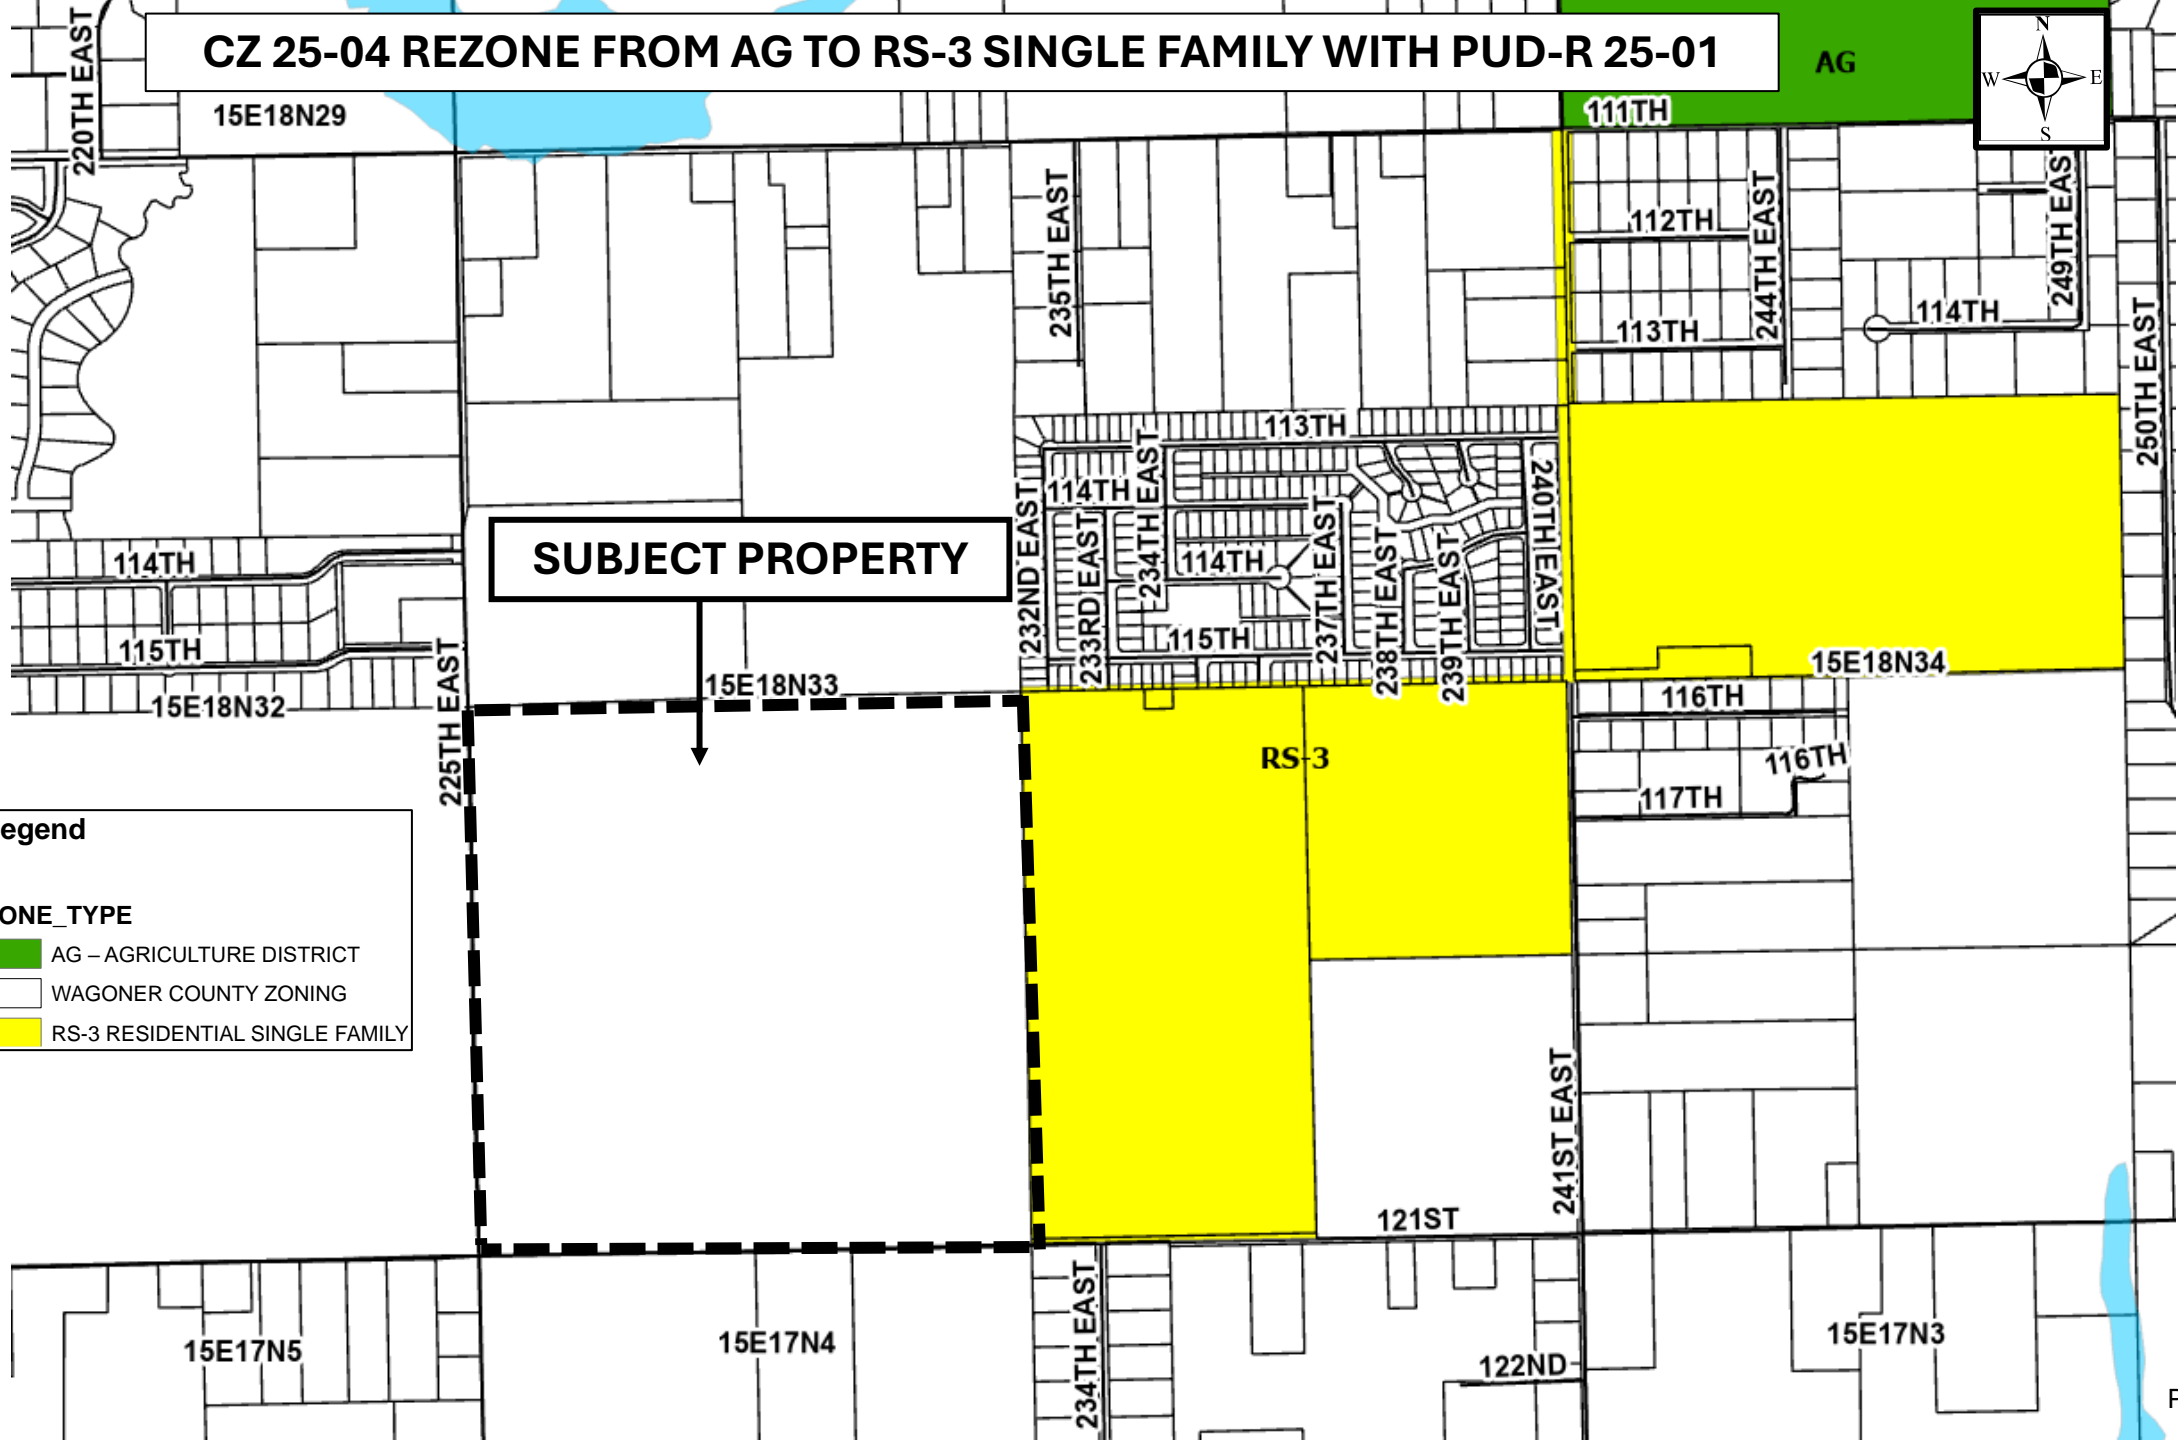 CZ 25-04 REZONE FROM AG TO RS-3 SINGLE FAMILY WITH PUD-R 25-01
AG
N
W
E
S
220TH EAST
15E18N29
111TH
235TH EAST
112TH
244TH EAST
249TH EAST
113TH
114TH
250TH EAST
113TH
114TH
234TH EAST
240TH EAST
232ND EAST
233RD EAST
114TH
237TH EAST
238TH EAST
239TH EAST
115TH
SUBJECT PROPERTY
114TH
115TH
15E18N32
225TH EAST
15E18N33
15E18N34
116TH
116TH
117TH
RS-3
egend
ONE_TYPE
AG – AGRICULTURE DISTRICT
WAGONER COUNTY ZONING
RS-3 RESIDENTIAL SINGLE FAMILY
241ST EAST
121ST
234TH EAST
15E17N5
15E17N4
15E17N3
122ND